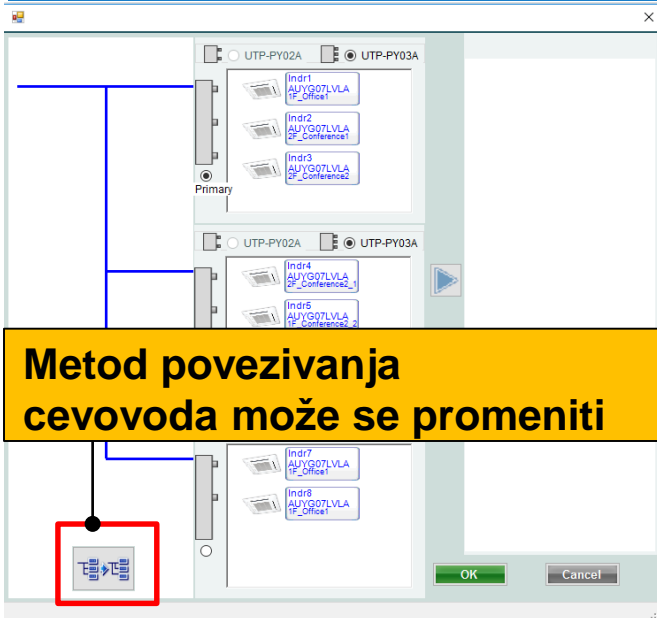 UTP-PY02A UTP-PY03A
Indr1
AUYG07LVLA
1F_Office1
Indr2
AUYG07LVLA
2F_Conference1
Indr3
AUYG07LVLA
2F_Conference2
Primary
UTP-PY02A UTP-PY03A
Indr4
AUYG07LVLA
2F_Conference2_1
Indr5
AUYG07LVLA
1F_Conference2_2
Metod povezivanja
cevovoda može se promeniti
Indr7
AUYG07LVLA
1F_Office1
Indr8
AUYG07LVLA
1F_Office1
OK Cancel